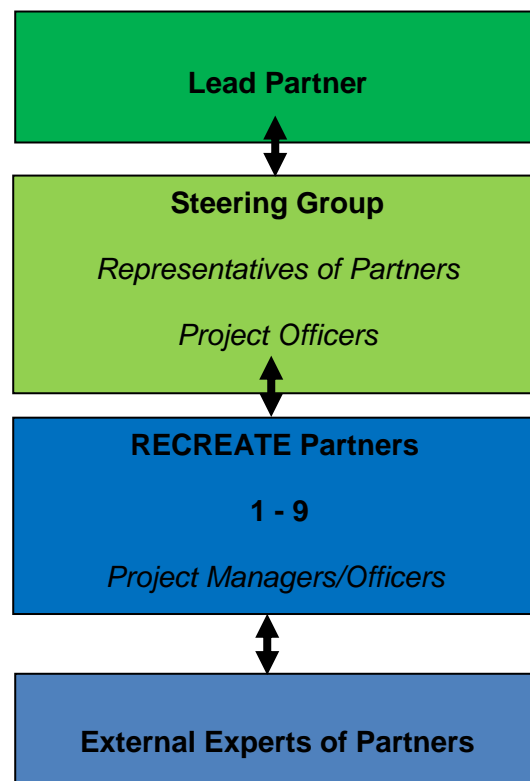 Lead Partner
Steering Group
Representatives of Partners
Project Officers
RECREATE Partners
1 - 9
Project Managers/Officers
External Experts of Partners